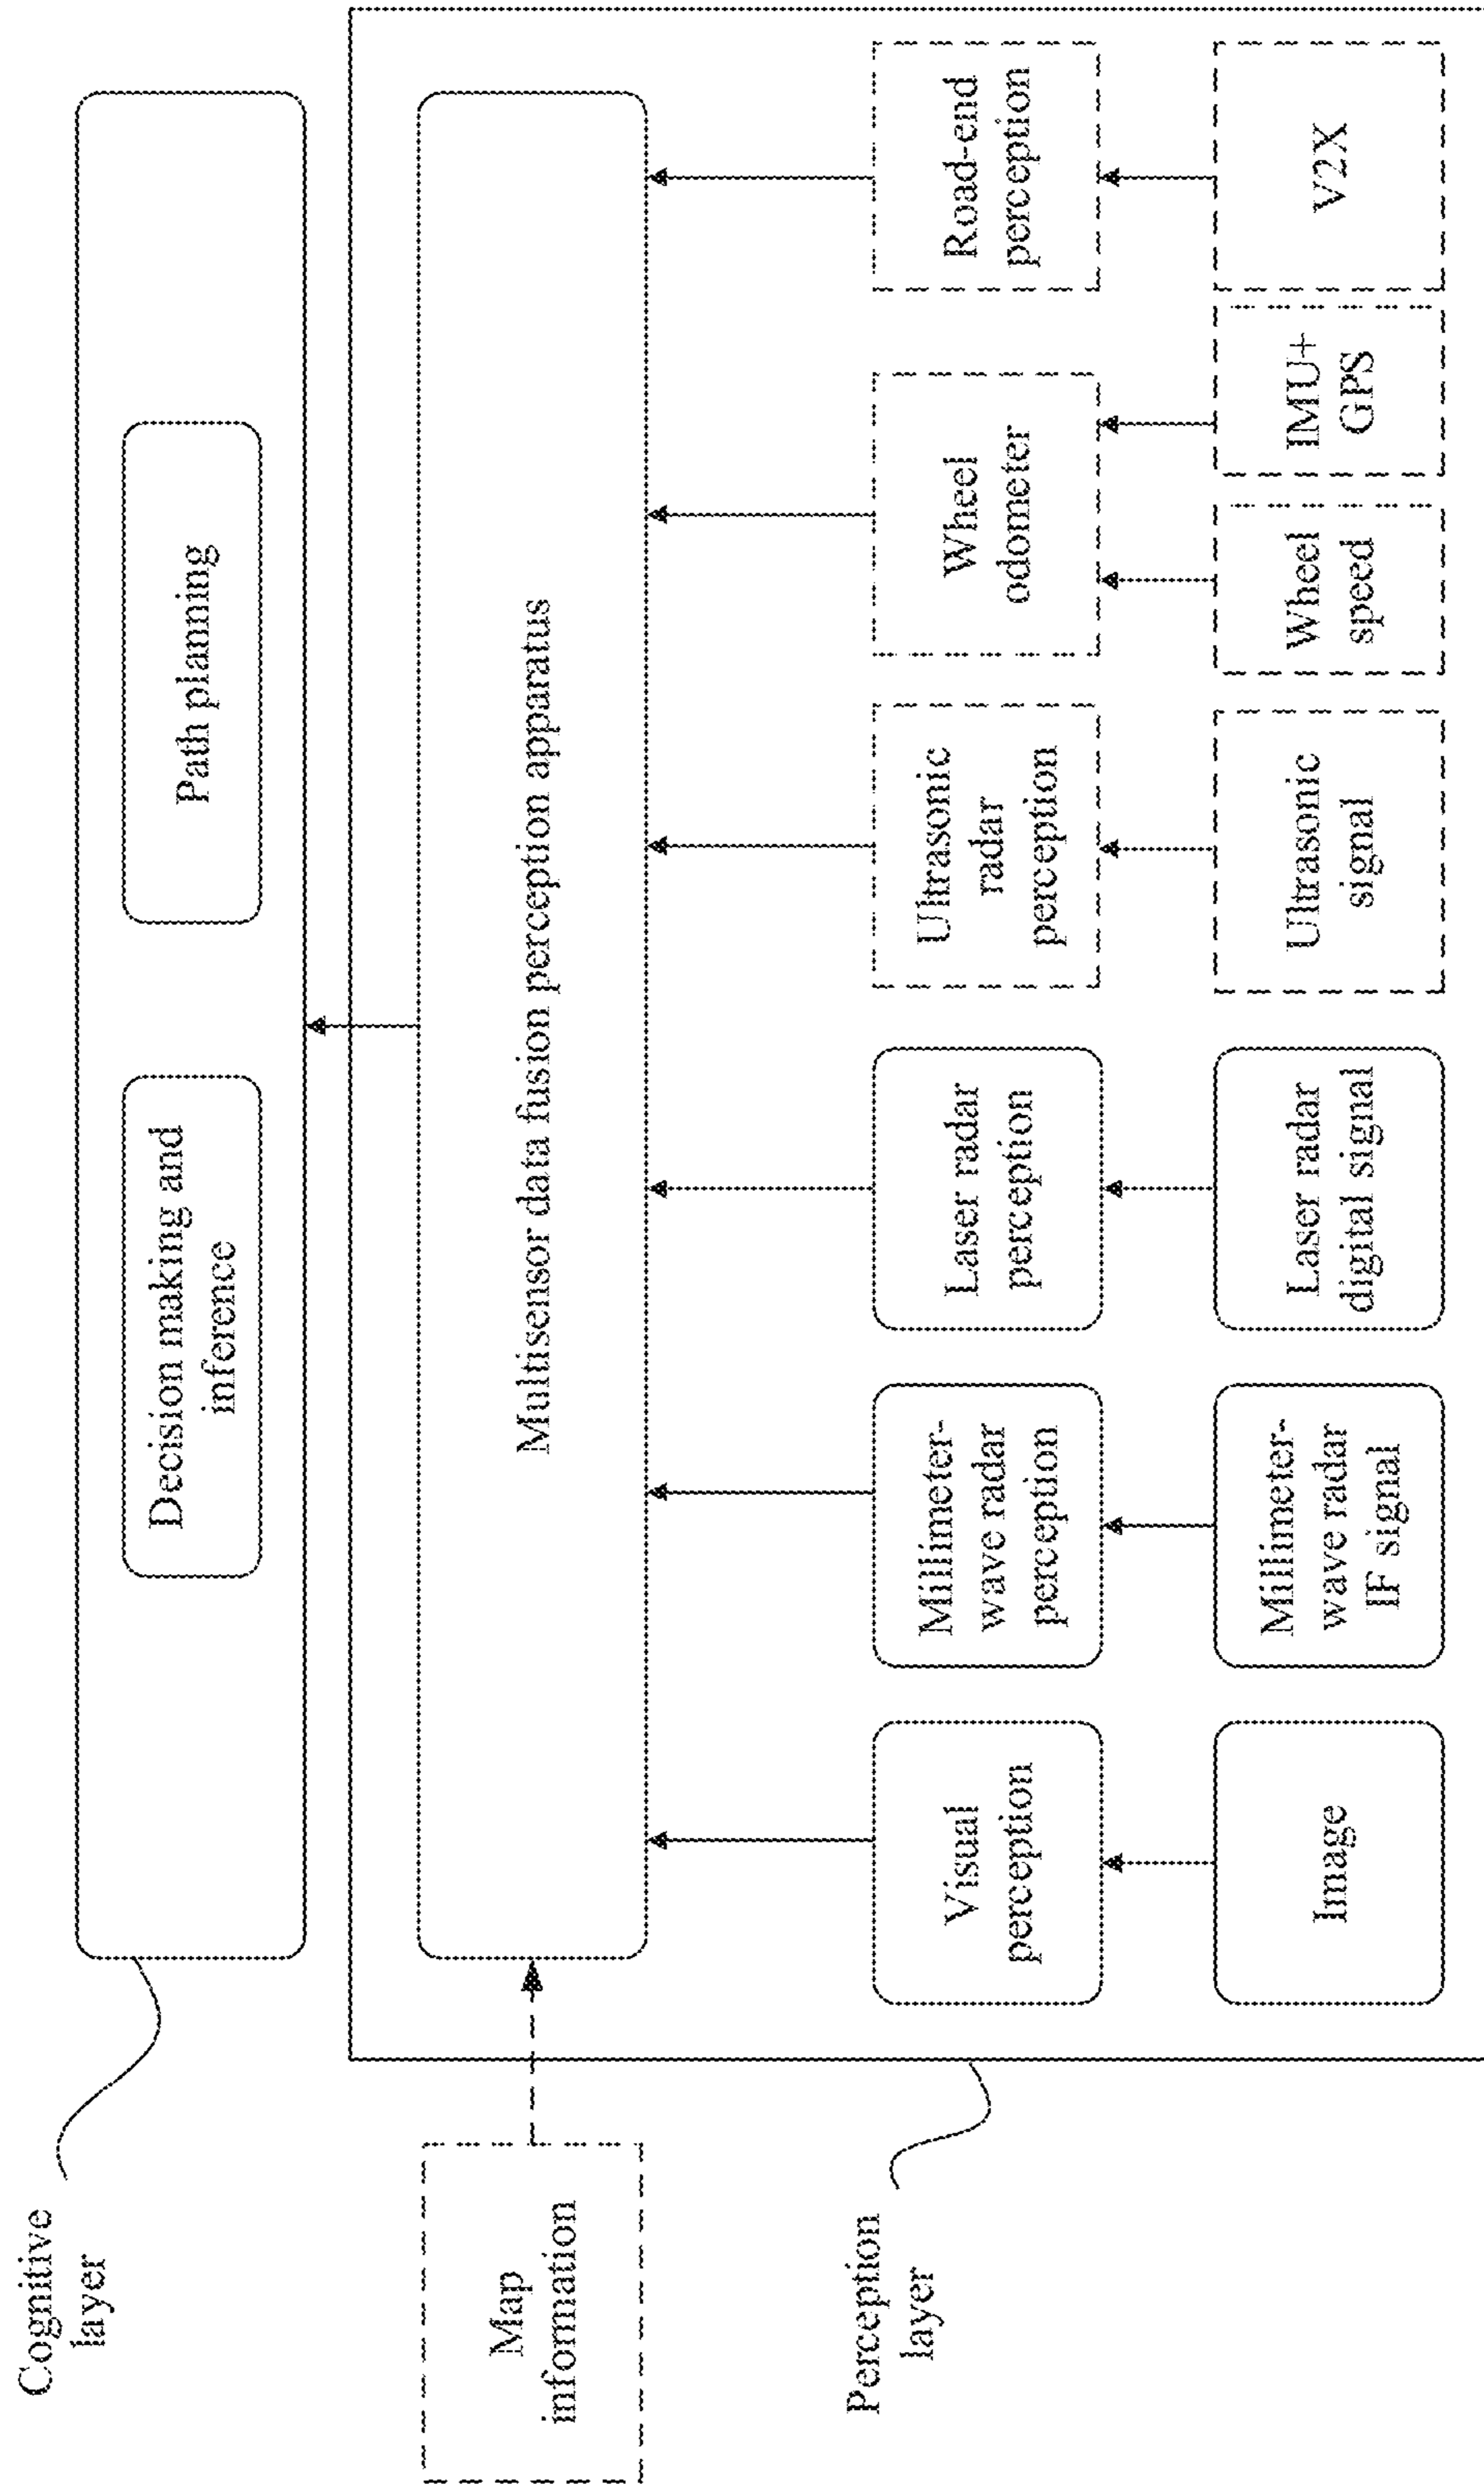 Cognitive
layer
Decision making and
inference
Path planning
Map
infomation
Multisensor data fusion perception apparatus
Perception
layer
Visual
perception
Millimeter-
wave radar
perception
Laser radar
perception
Ultrasonic
radar
perception
Wheel
odometer
Road-end
perception
Image
Millimeter-
wave radar
IF signal
Laser radar
digital signal
Ultrasonic
signal
Wheel
speed
IMU+
GPS
V2X